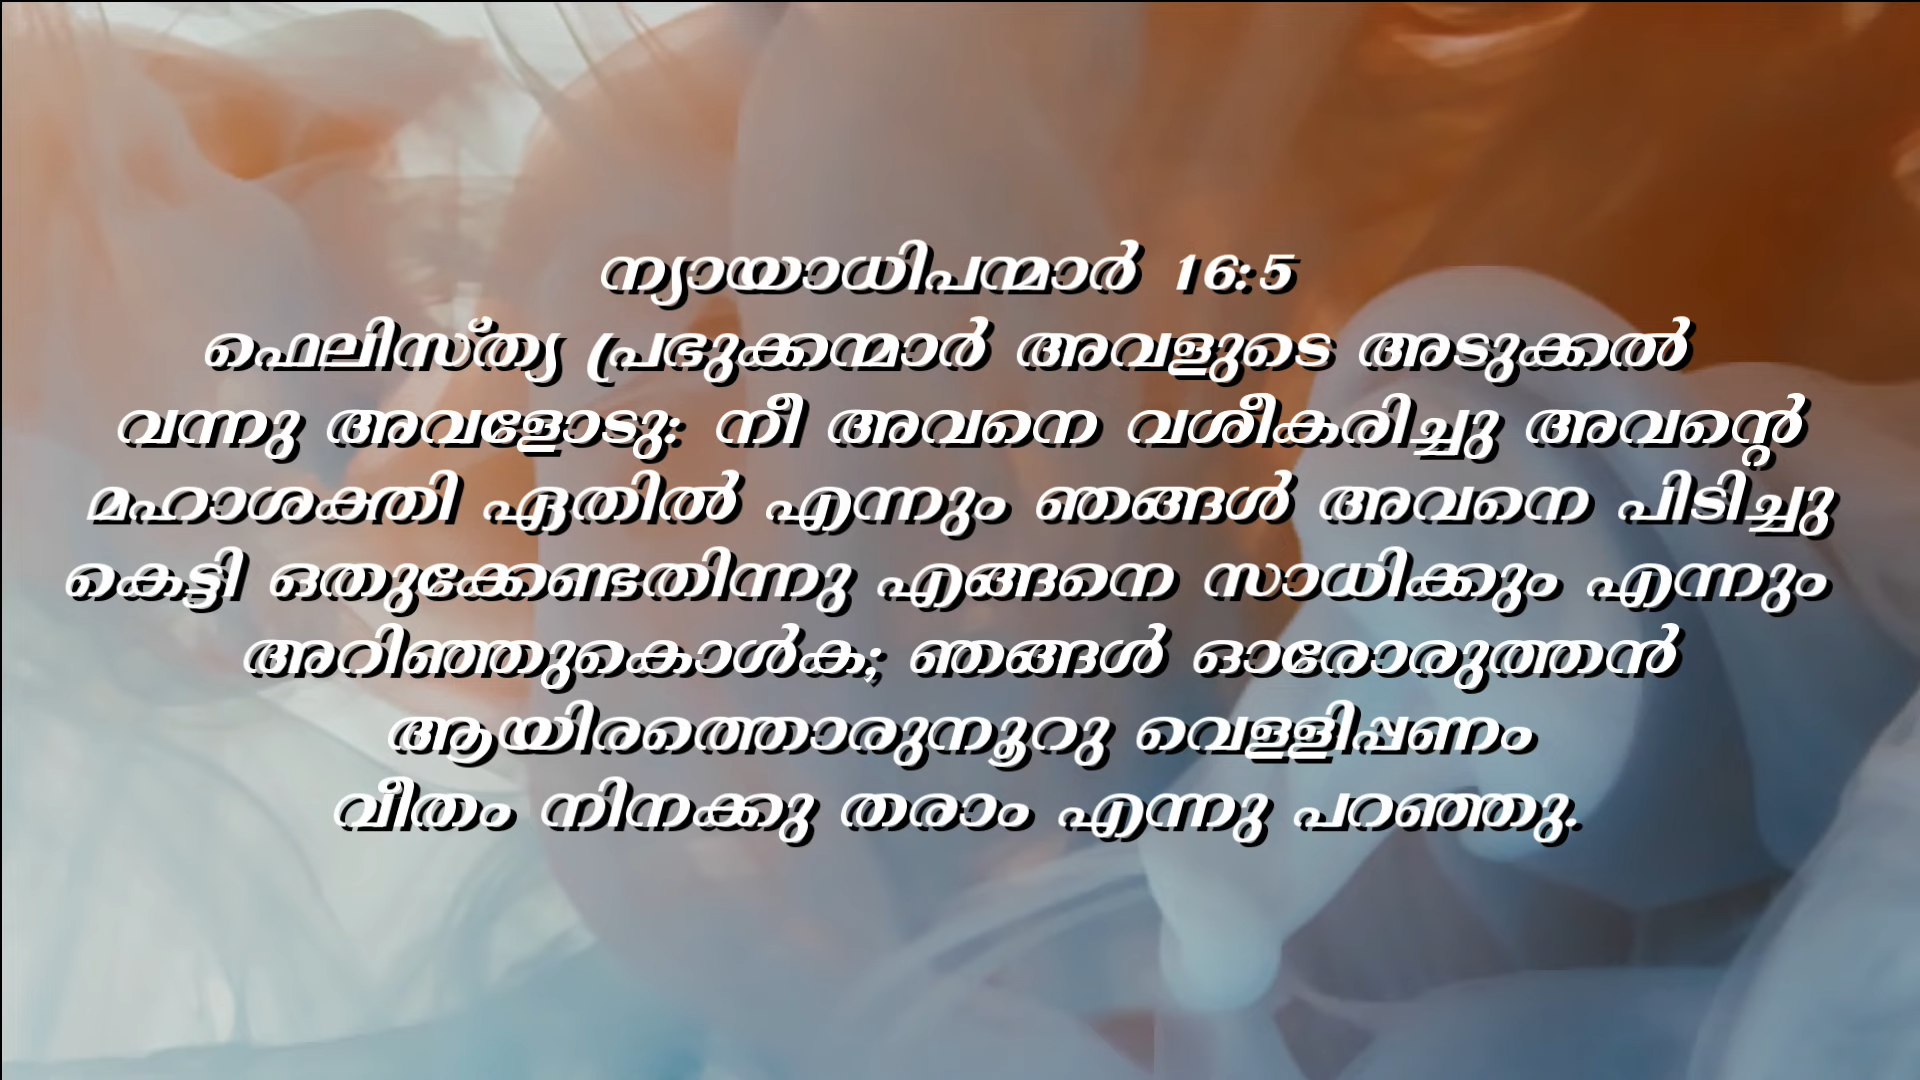 ന്യായാധിപന്മാർ 16:5
ഫെലിസ്ത്യ പ്രഭുക്കന്മാർ അവളുടെ അടുക്കൽ
വന്നു അവളോടു: നീ അവനെ വശീകരിച്ചു അവന്റെ
മഹാശക്തി ഏതിൽ എന്നും ഞങ്ങൾ അവനെ പിടിച്ചു
കെട്ടി ഒതുക്കേണ്ടതിന്നു എങ്ങനെ സാധിക്കും എന്നും
അറിഞ്ഞുകൊൾക; ഞങ്ങൾ ഓരോരുത്തൻ
ആയിരത്തൊരുനൂറു വെള്ളിപ്പണം
വീതം നിനക്കു തരാം എന്നു പറഞ്ഞു.